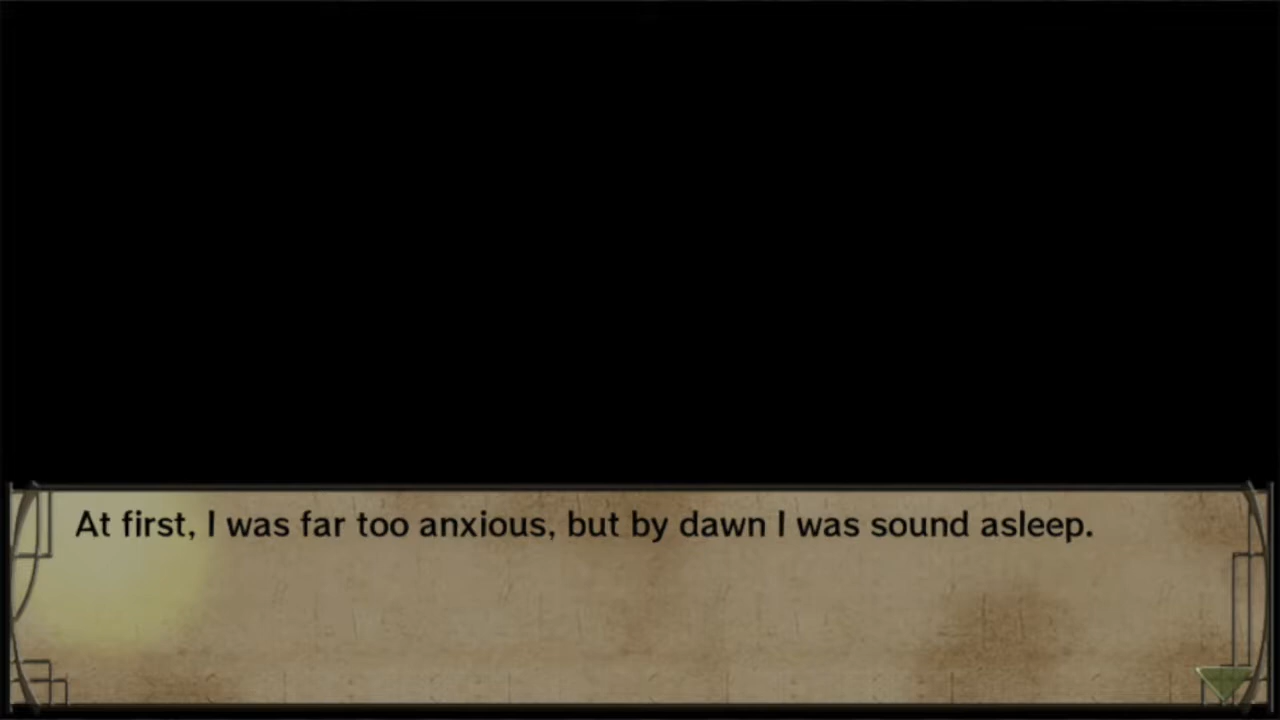 At first, I was far too anxious, but by dawn I was sound asleep.